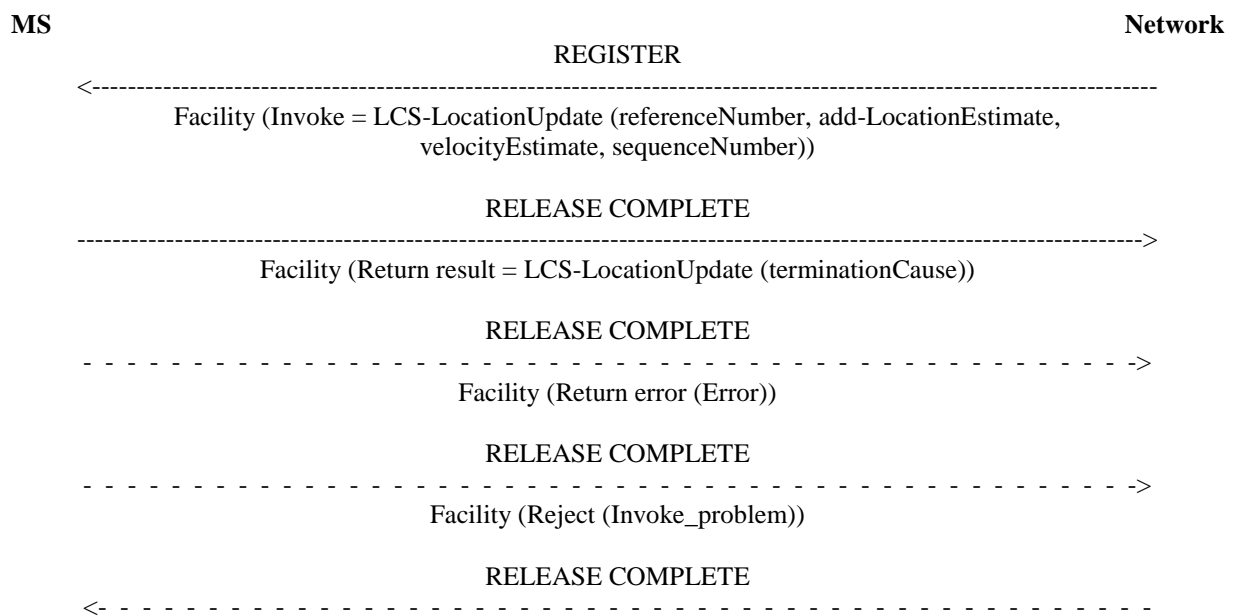 MS Network
REGISTER
<------------------------------------------------------------------------------------------------------------------------
Facility (Invoke = LCS-LocationUpdate (referenceNumber, add-LocationEstimate,
velocityEstimate, sequenceNumber))
RELEASE COMPLETE
------------------------------------------------------------------------------------------------------------------------>
Facility (Return result = LCS-LocationUpdate (terminationCause))
RELEASE COMPLETE
- - - - - - - - - - - - - - - - - - - - - - - - - - - - - - - - - - - - - - - - - - - - - - - ->
Facility (Return error (Error))
RELEASE COMPLETE
- - - - - - - - - - - - - - - - - - - - - - - - - - - - - - - - - - - - - - - - - - - - - - - ->
Facility (Reject (Invoke_problem))
RELEASE COMPLETE
<- - - - - - - - - - - - - - - - - - - - - - - - - - - - - - - - - - - - - - - - - - - - - - - -